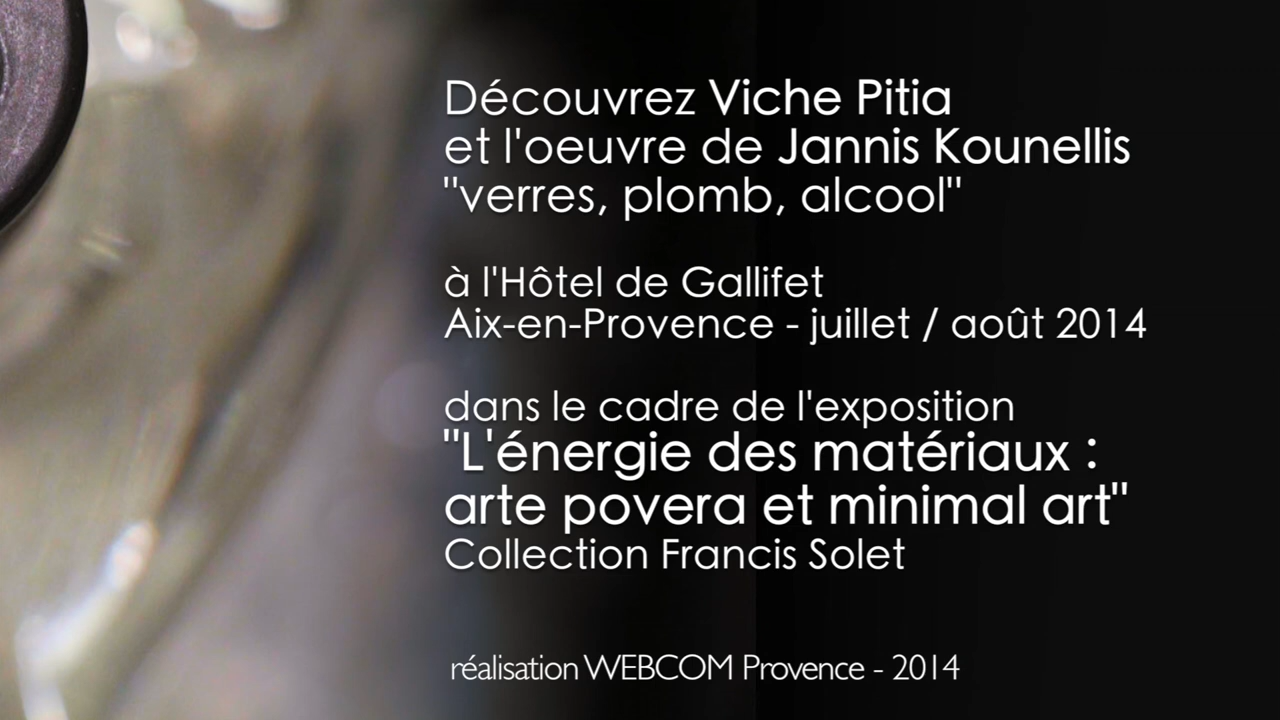 Découvrez Viche Pitia
et l'oeuvre de Jannis Kounellis
"verres, plomb, alcool"
à l'Hôtel de Gallifet
Aix-en-Provence - juillet / août 2014
dans le cadre de l'exposition
"L'énergie des matériaux :
arte povera et minimal art"
Collection Francis Solet
réalisation WEBCOM Provence - 2014